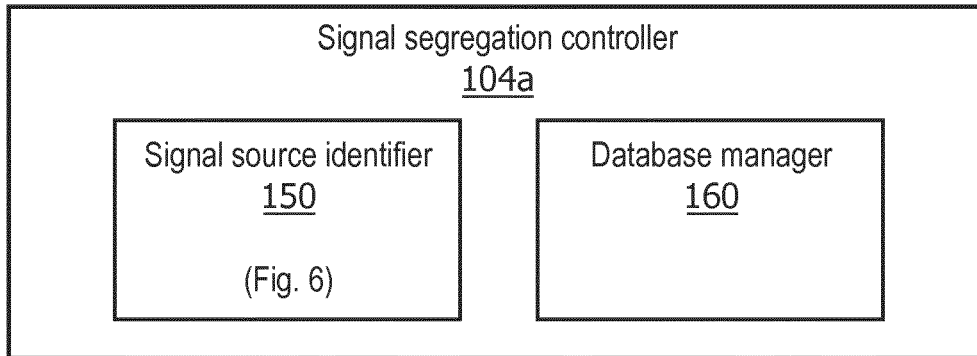 Signal segregation controller
104a
Signal source identifier
150
(Fig. 6)
Database manager
160